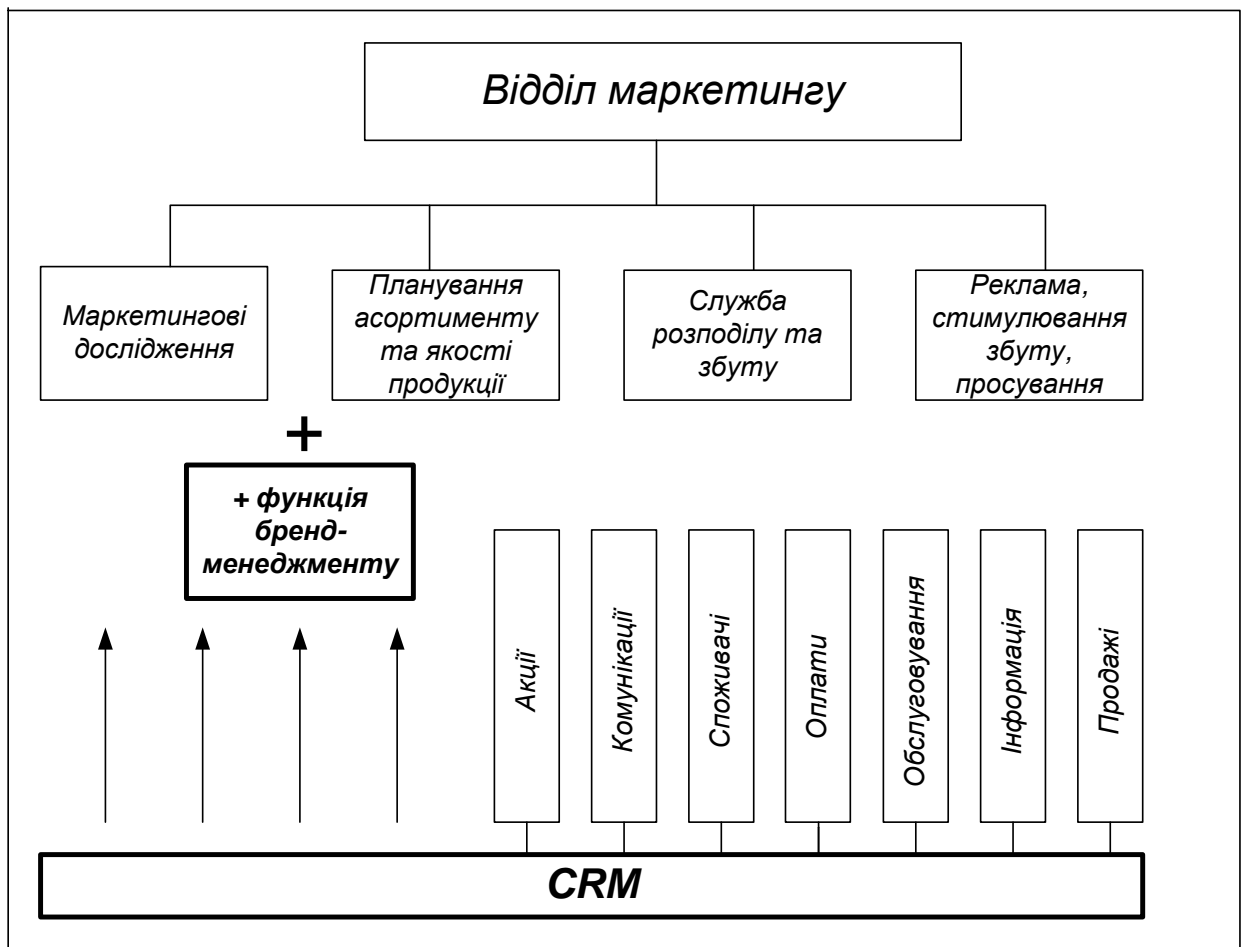 Відділ маркетингу
Маркетингові
дослідження
Планування
асортименту
та якості
продукції
Служба
розподілу та
збуту
Реклама,
стимулювання
збуту,
просування
+
+ функція
бренд-
менеджменту
Акції
Комунікації
Споживачі
Оплати
Обслуговування
Інформація
Продажі
CRM